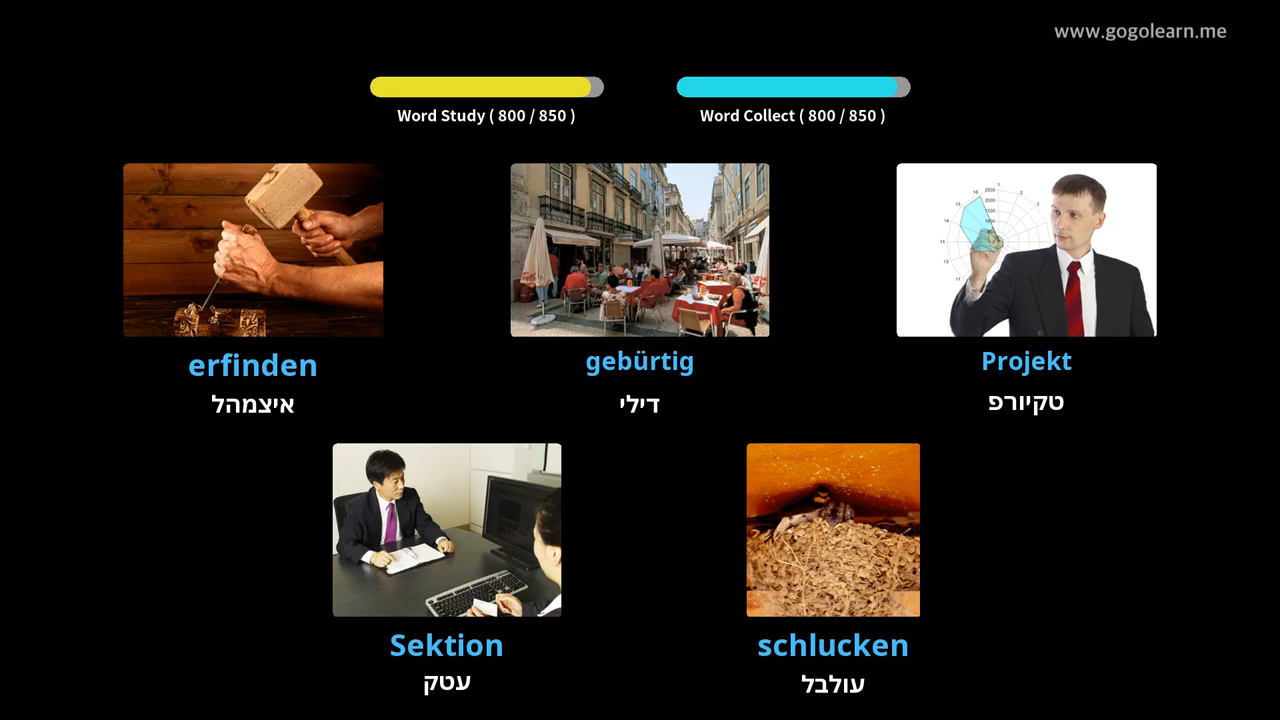 www.gogolearn.me
Word Study ( 800 / 850 )
Word Collect ( 800 / 850 )
erfinden
איצמהל
gebürtig
דילי
Projekt
טקיורפ
Sektion
עטק
schlucken
עולבל